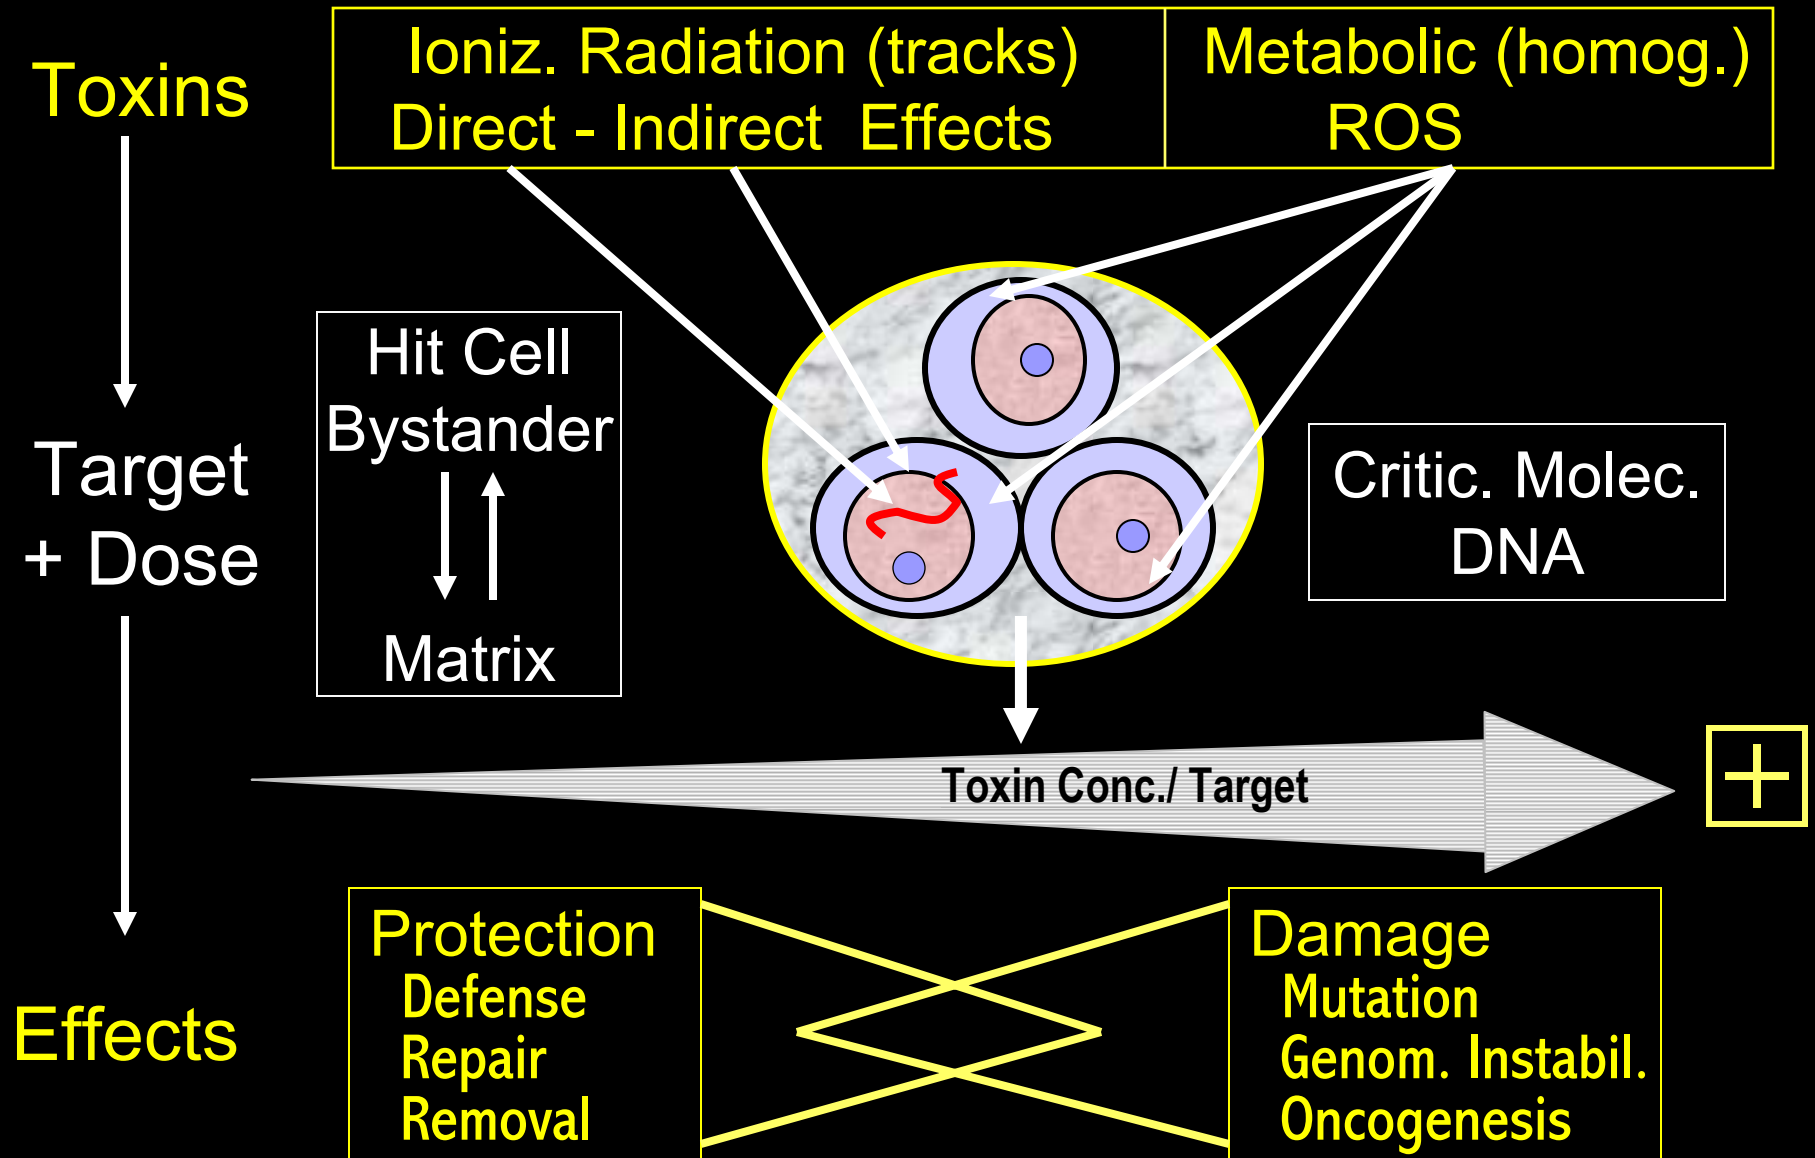 Toxins
Ioniz. Radiation (tracks)
Direct - Indirect Effects
Metabolic (homog.)
ROS
Target
+ Dose
Hit Cell
Bystander
Matrix
Critic. Molec.
DNA
Toxin Conc./ Target
+
Effects
Protection
Defense
Repair
Removal
Damage
Mutation
Genom. Instabil.
Oncogenesis